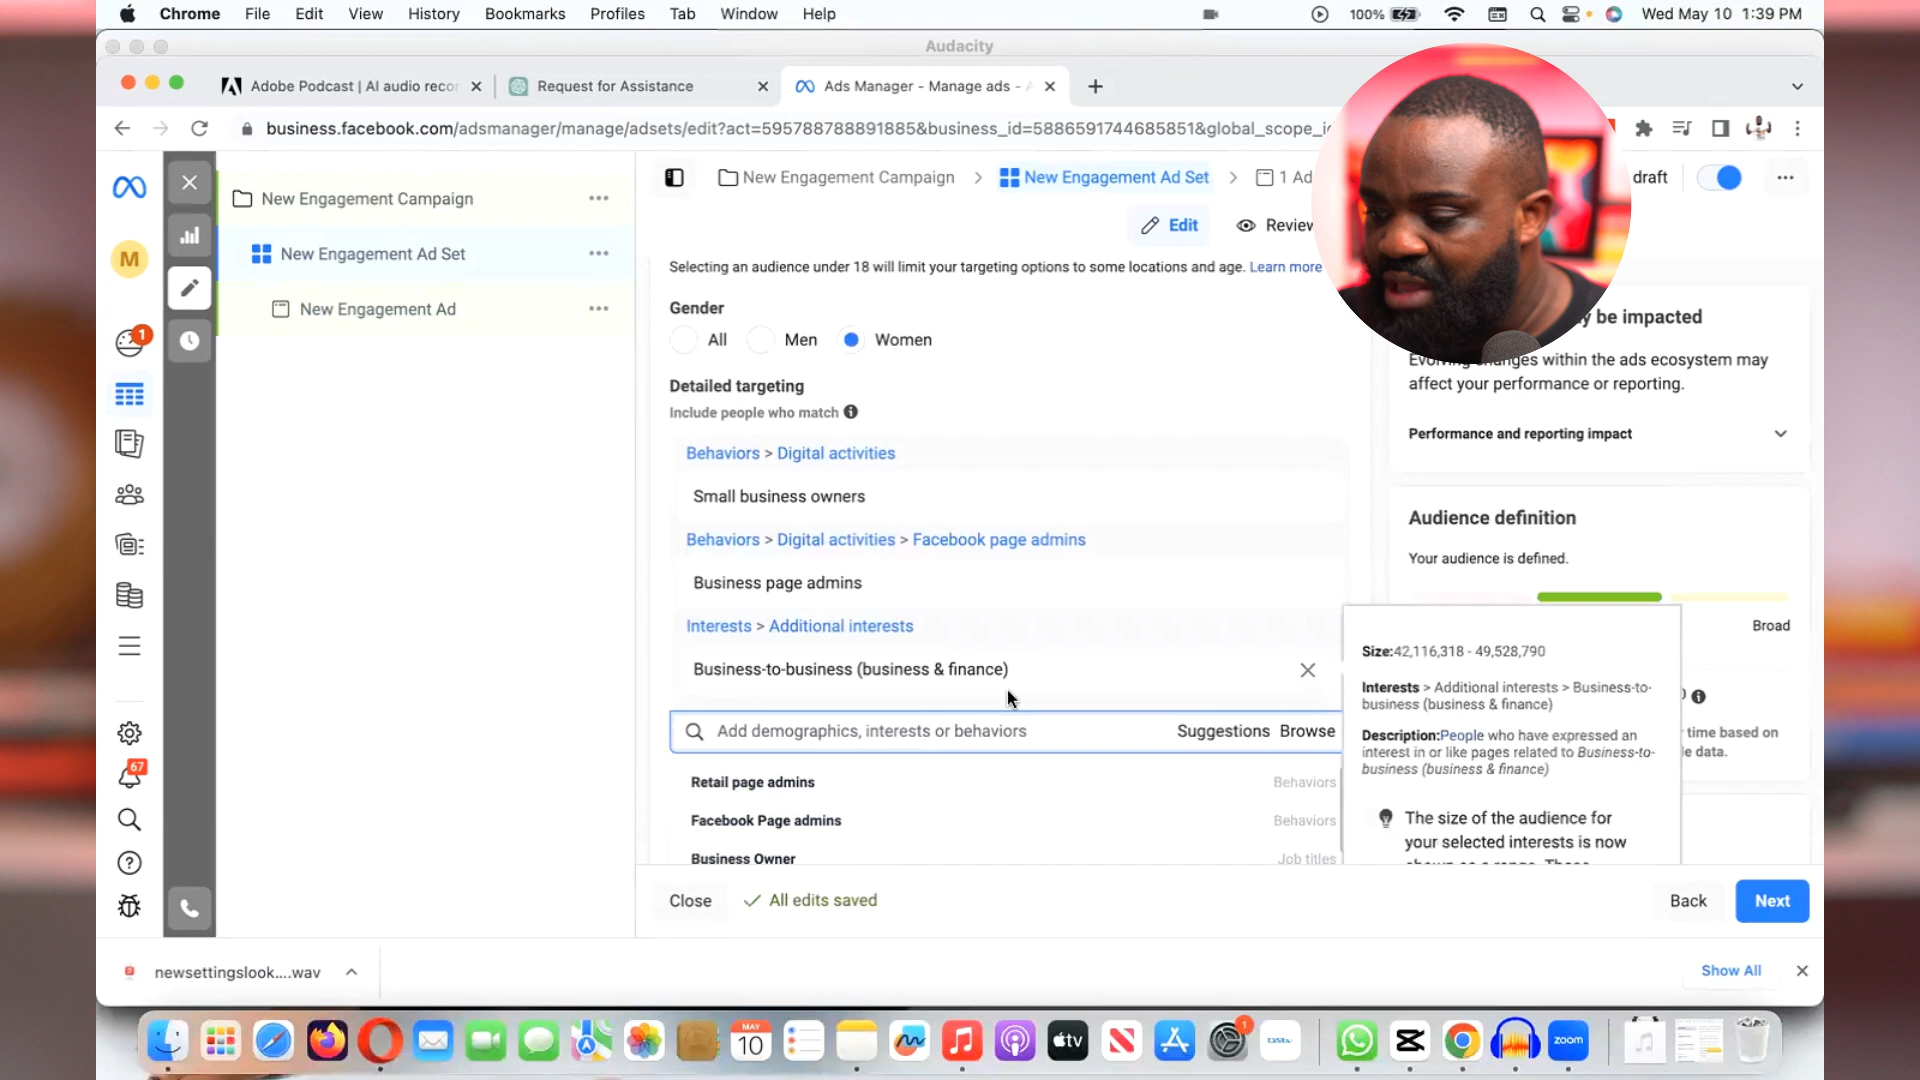 Chrome File Edit View History Bookmarks Profiles Tab Window Help 100% Wed May 10 1:39 PM
Audacity
Adobe Podcast | AI audio recor Request for Assistance Ads Manager - Manage ads -
business.facebook.com/adsmanager/manage/adsets/edit?act=595788788891885&business_id=5886591744685851&global_scope_i
New Engagement Campaign > New Engagement Ad Set > 1 Ad draft
Edit Review
M
New Engagement Campaign
New Engagement Ad Set
New Engagement Ad
1
67
Selecting an audience under 18 will limit your targeting options to some locations and age. Learn more
Gender
All Men Women
Detailed targeting
Include people who match
Behaviors > Digital activities
Small business owners
Behaviors > Digital activities > Facebook page admins
Business page admins
Interests > Additional interests
Business-to-business (business & finance)
Add demographics, interests or behaviors Suggestions Browse
Retail page admins Behaviors
Facebook Page admins Behaviors
Business Owner Job titles
y be impacted
Evolving changes within the ads ecosystem may
affect your performance or reporting.
Performance and reporting impact
Audience definition
Your audience is defined.
Broad
Size:42,116,318 - 49,528,790
Interests > Additional interests > Business-to-
business (business & finance)
Description:People who have expressed an
interest in or like pages related to Business-to-
business (business & finance)
time based on
le data.
The size of the audience for
your selected interests is now
Close All edits saved Back Next
newsettingslook....wav Show All
MAY
10
tv
1
DStv
zoom